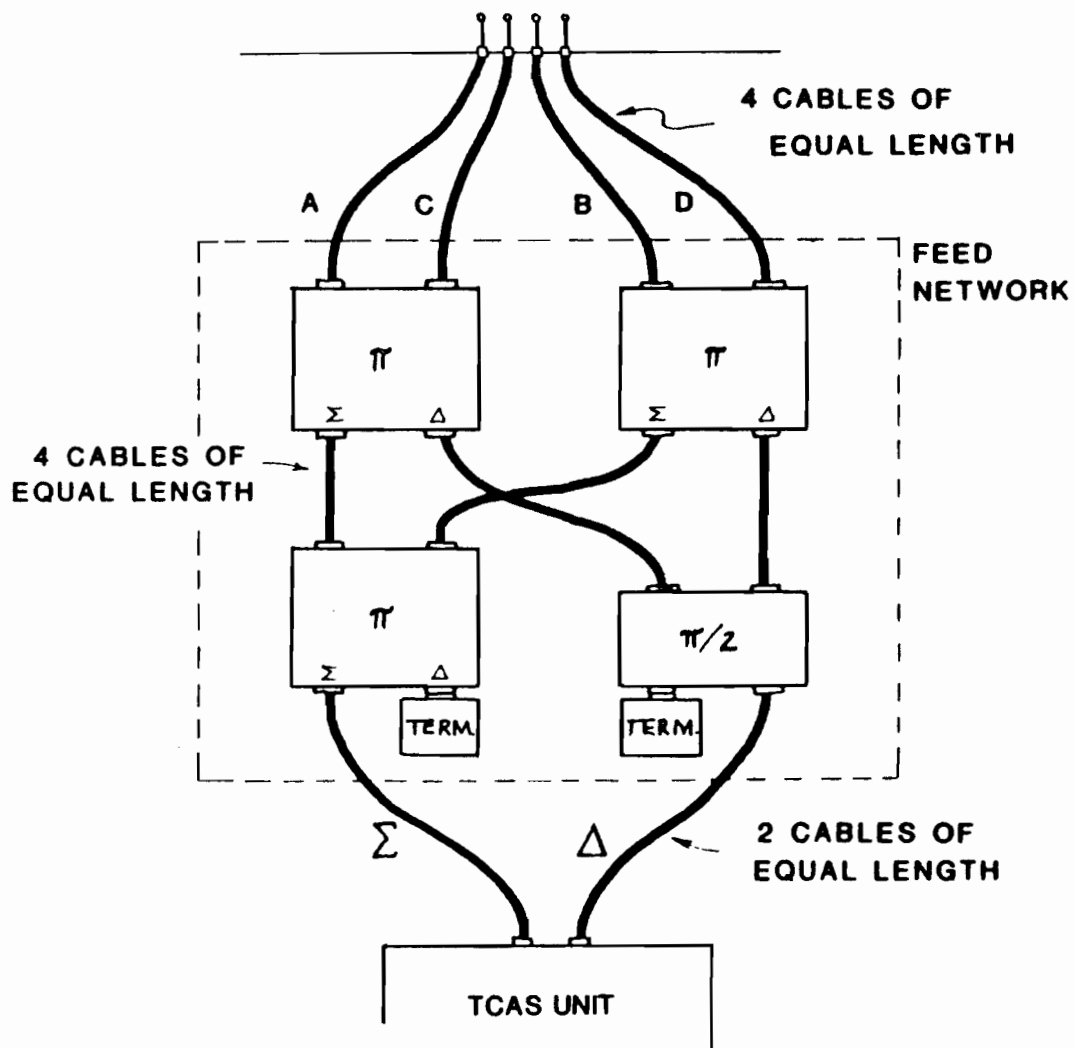 4 CABLES OF
EQUAL LENGTH
A
C
B
D
FEED
NETWORK
π
π
Σ
Δ
Σ
Δ
4 CABLES OF
EQUAL LENGTH
π
π/2
Σ
Δ
TERM.
TERM.
Σ
Δ
2 CABLES OF
EQUAL LENGTH
TCAS UNIT